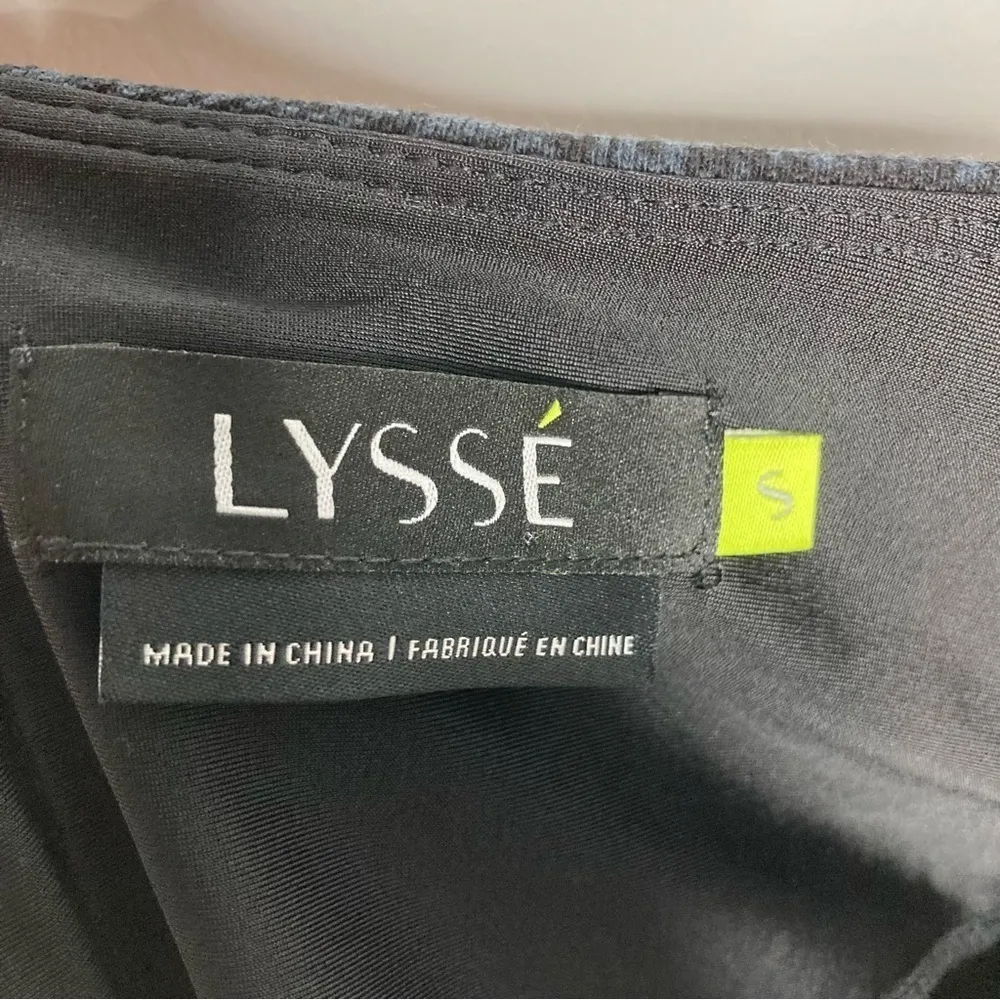 LYSSÉ
S
MADE IN CHINA | FABRIQUÉ EN CHINE